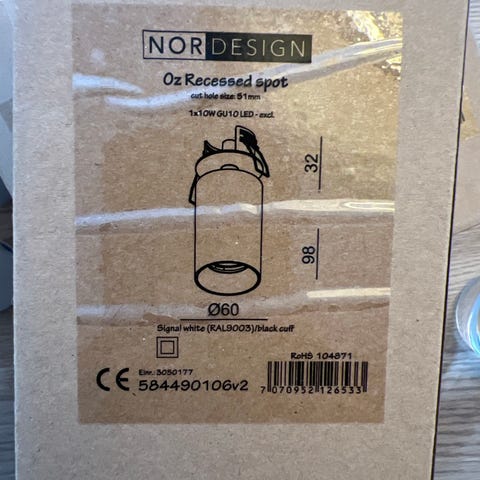 NORDESIGN
Oz Recessed spot
cut hole size: 51mm
1x10W GU10 LED - excl.
32
98
Ø60
Signal white (RAL9003)/black cuff
RoHS 104871
Elnr. 3050177
CE 584490106v2
7 070952 126533